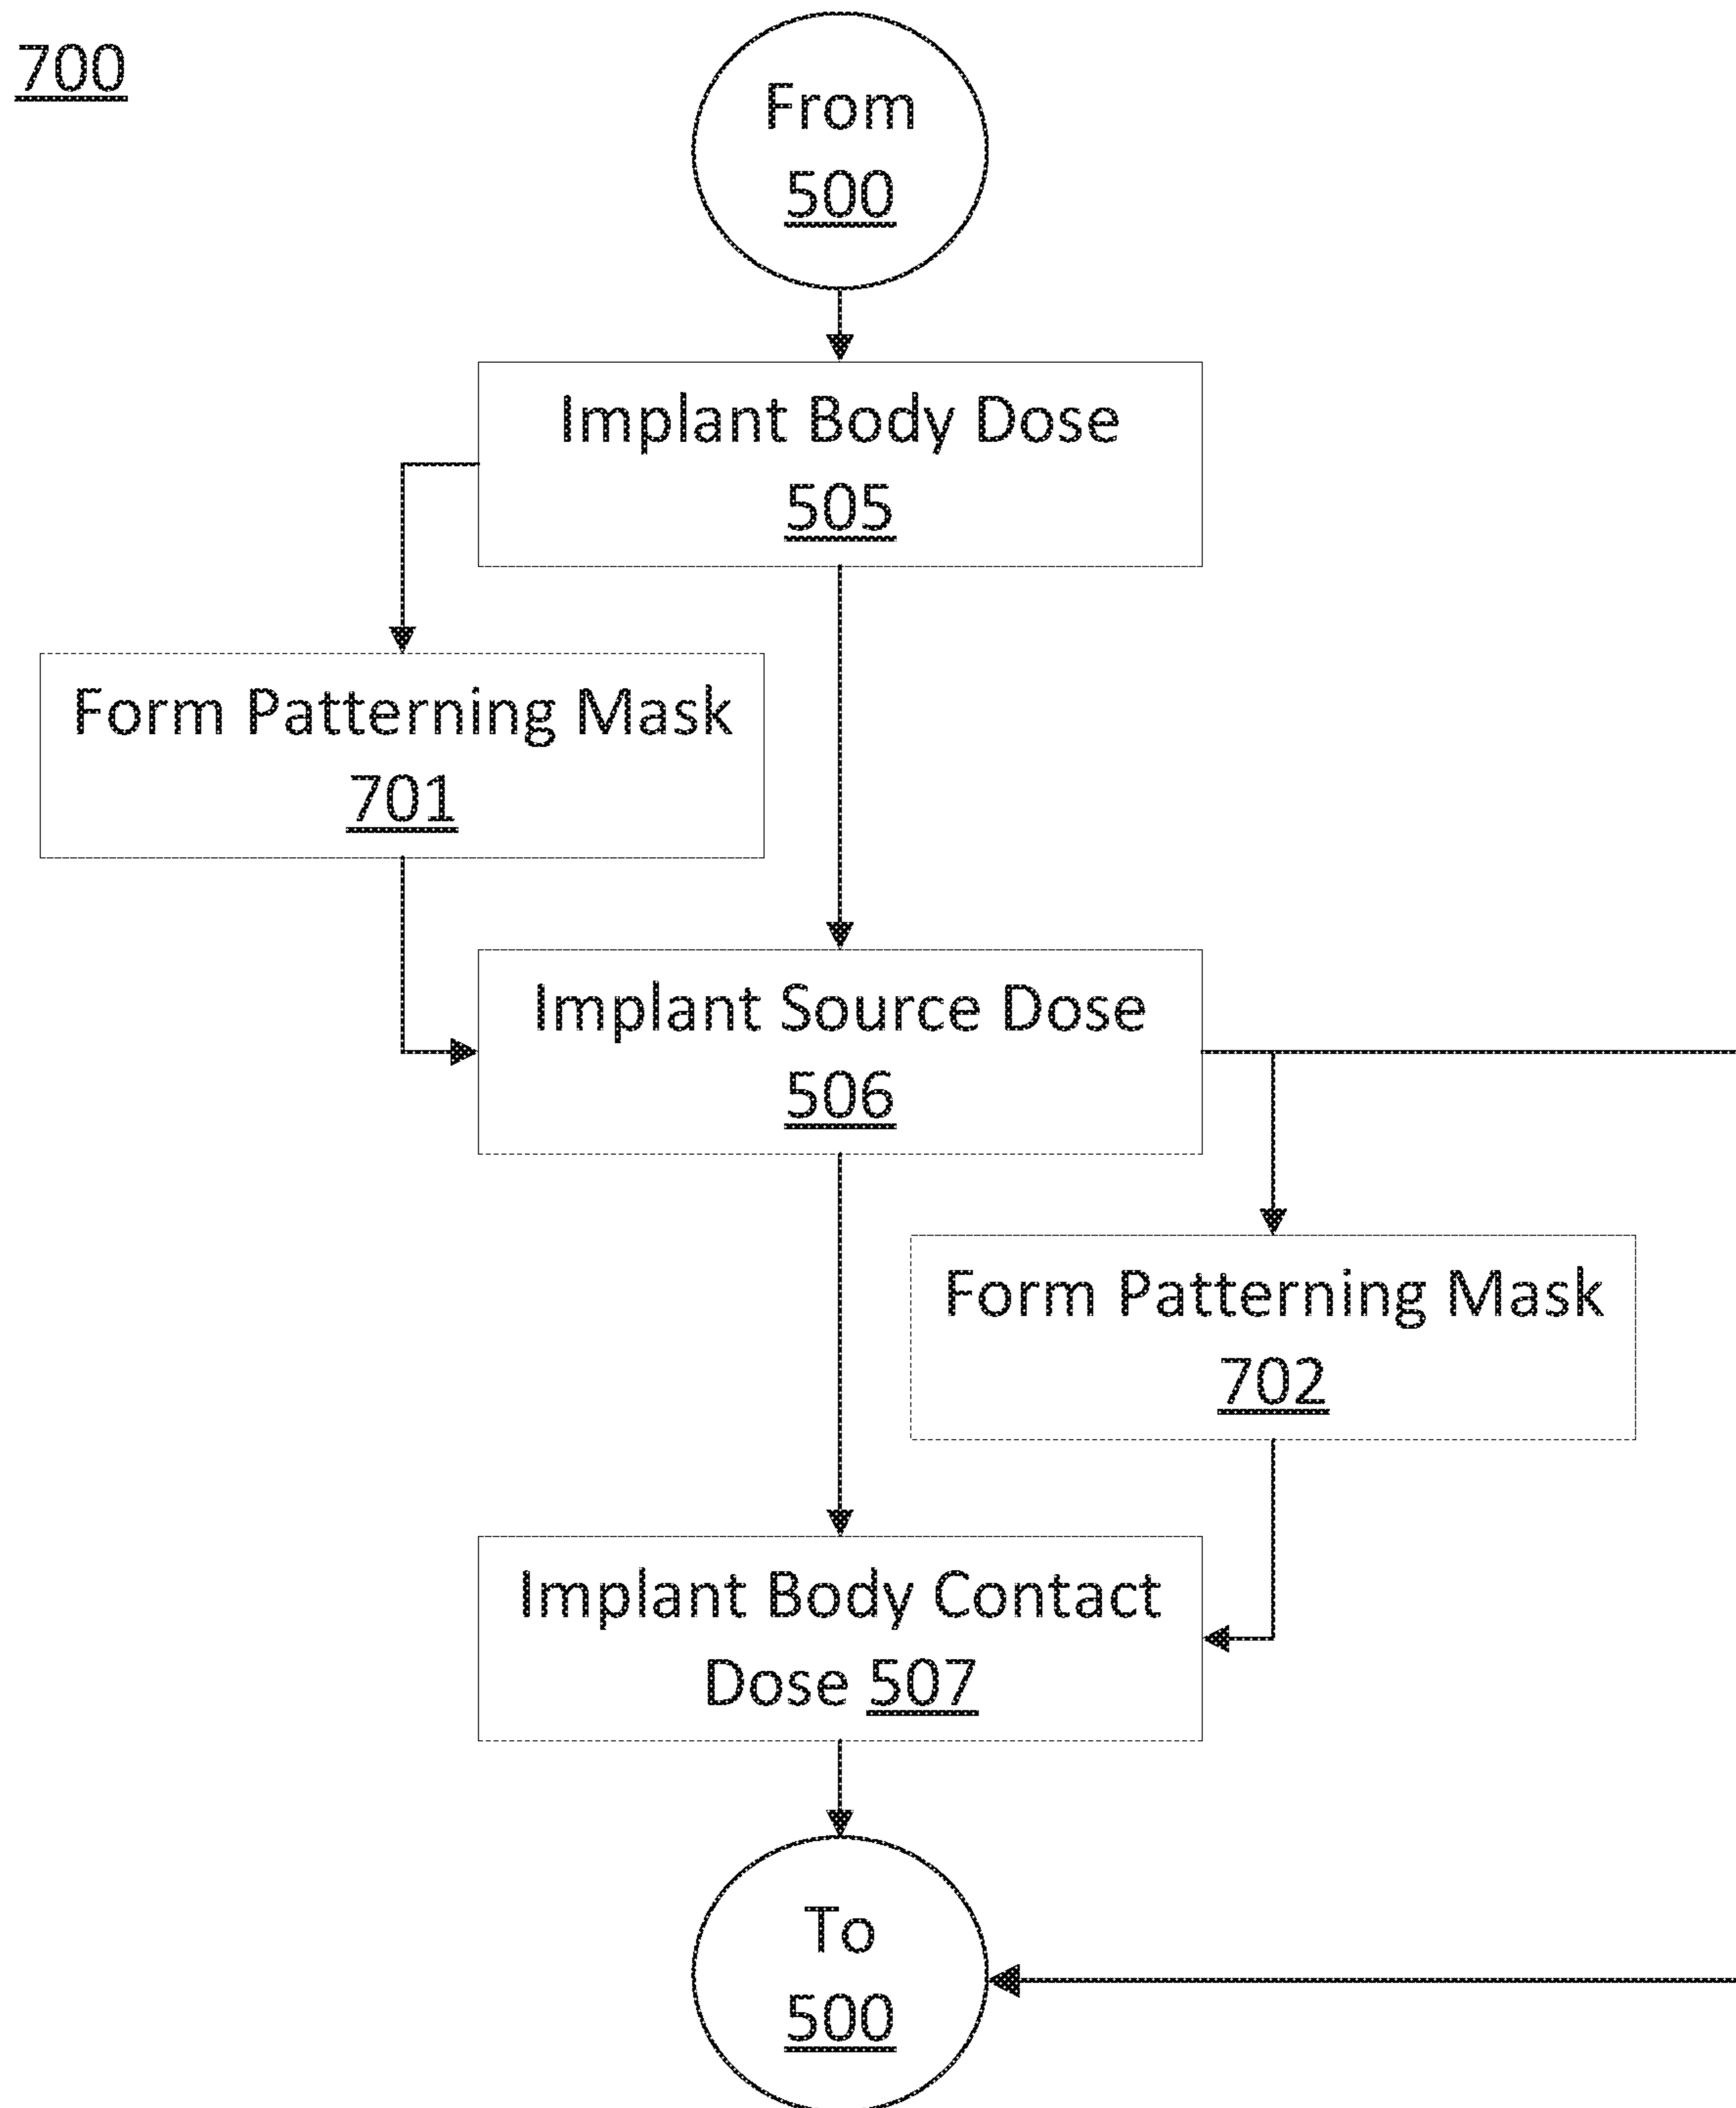 700
From
500
Implant Body Dose
505
Form Patterning Mask
701
Implant Source Dose
506
Form Patterning Mask
702
Implant Body Contact
Dose 507
To
500